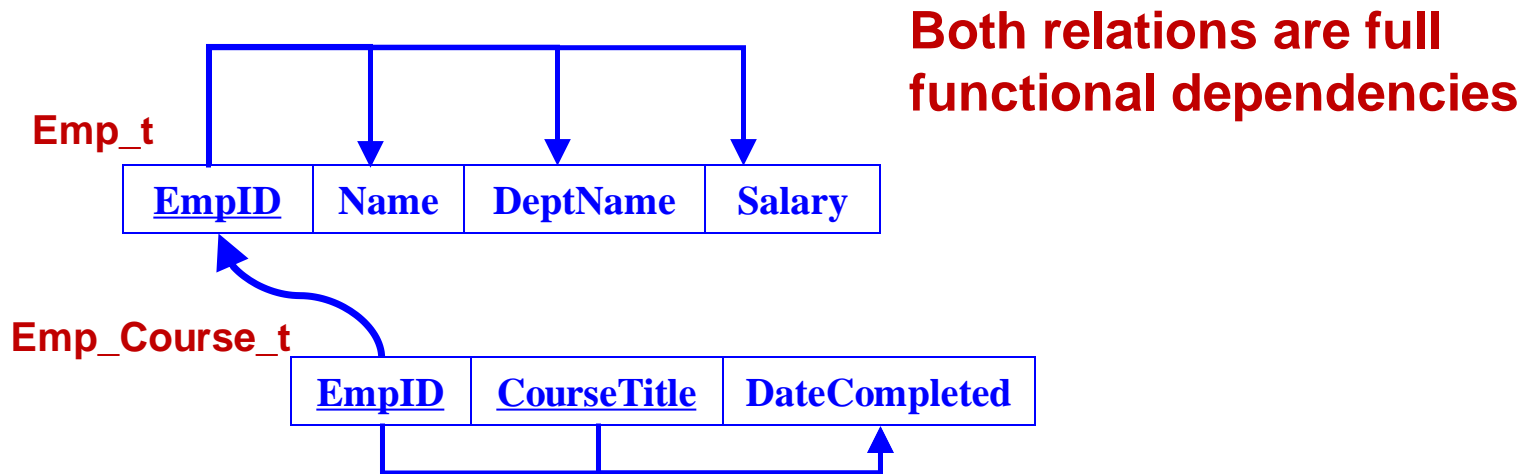 Both relations are full
functional dependencies
Emp_t
EmpID Name DeptName Salary
Emp_Course_t
EmpID CourseTitle DateCompleted